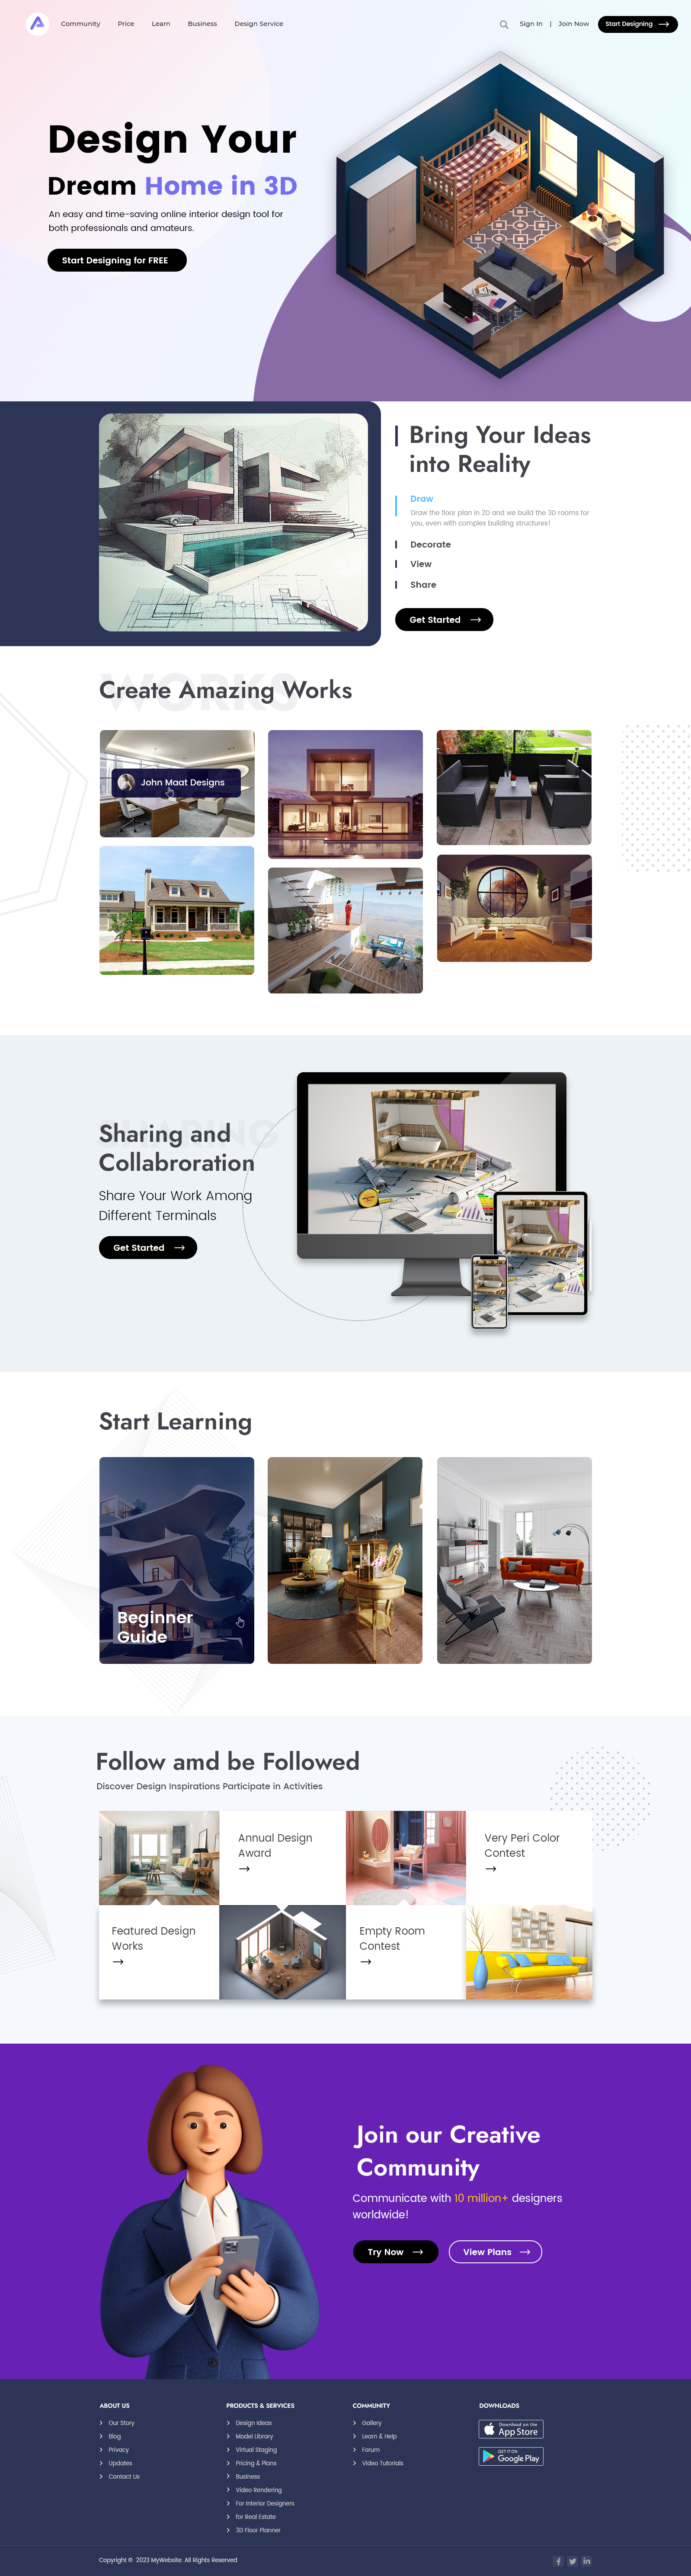 Community Price Learn Business Design Service Sign In | Join Now Start Designing
Design Your
Dream Home in 3D
An easy and time-saving online interior design tool for
both professionals and amateurs.
Start Designing for FREE
Bring Your Ideas
into Reality
Draw
Draw the floor plan in 2D and we build the 3D rooms for
you, even with complex building structures!
Decorate
View
Share
Get Started
WORKS
Create Amazing Works
John Maat Designs
SHARING
Sharing and
Collabroration
Share Your Work Among
Different Terminals
Get Started
Start Learning
Beginner
Guide
Follow amd be Followed
Discover Design Inspirations Participate in Activities
Annual Design
Award
Very Peri Color
Contest
Featured Design
Works
Empty Room
Contest
Join our Creative
Community
Communicate with 10 million+ designers
worldwide!
Try Now
View Plans
ABOUT US
Our Story
Blog
Privacy
Updates
Contact Us
PRODUCTS & SERVICES
Design Ideas
Model Library
Virtual Staging
Pricing & Plans
Business
Video Rendering
For Interior Designers
for Real Estate
3D Floor Planner
COMMUNITY
Gallery
Learn & Help
Forum
Video Tutorials
DOWNLOADS
Download on the
App Store
GET IT ON
Google Play
Copyright © 2023 MyWebsite. All Rights Reserved